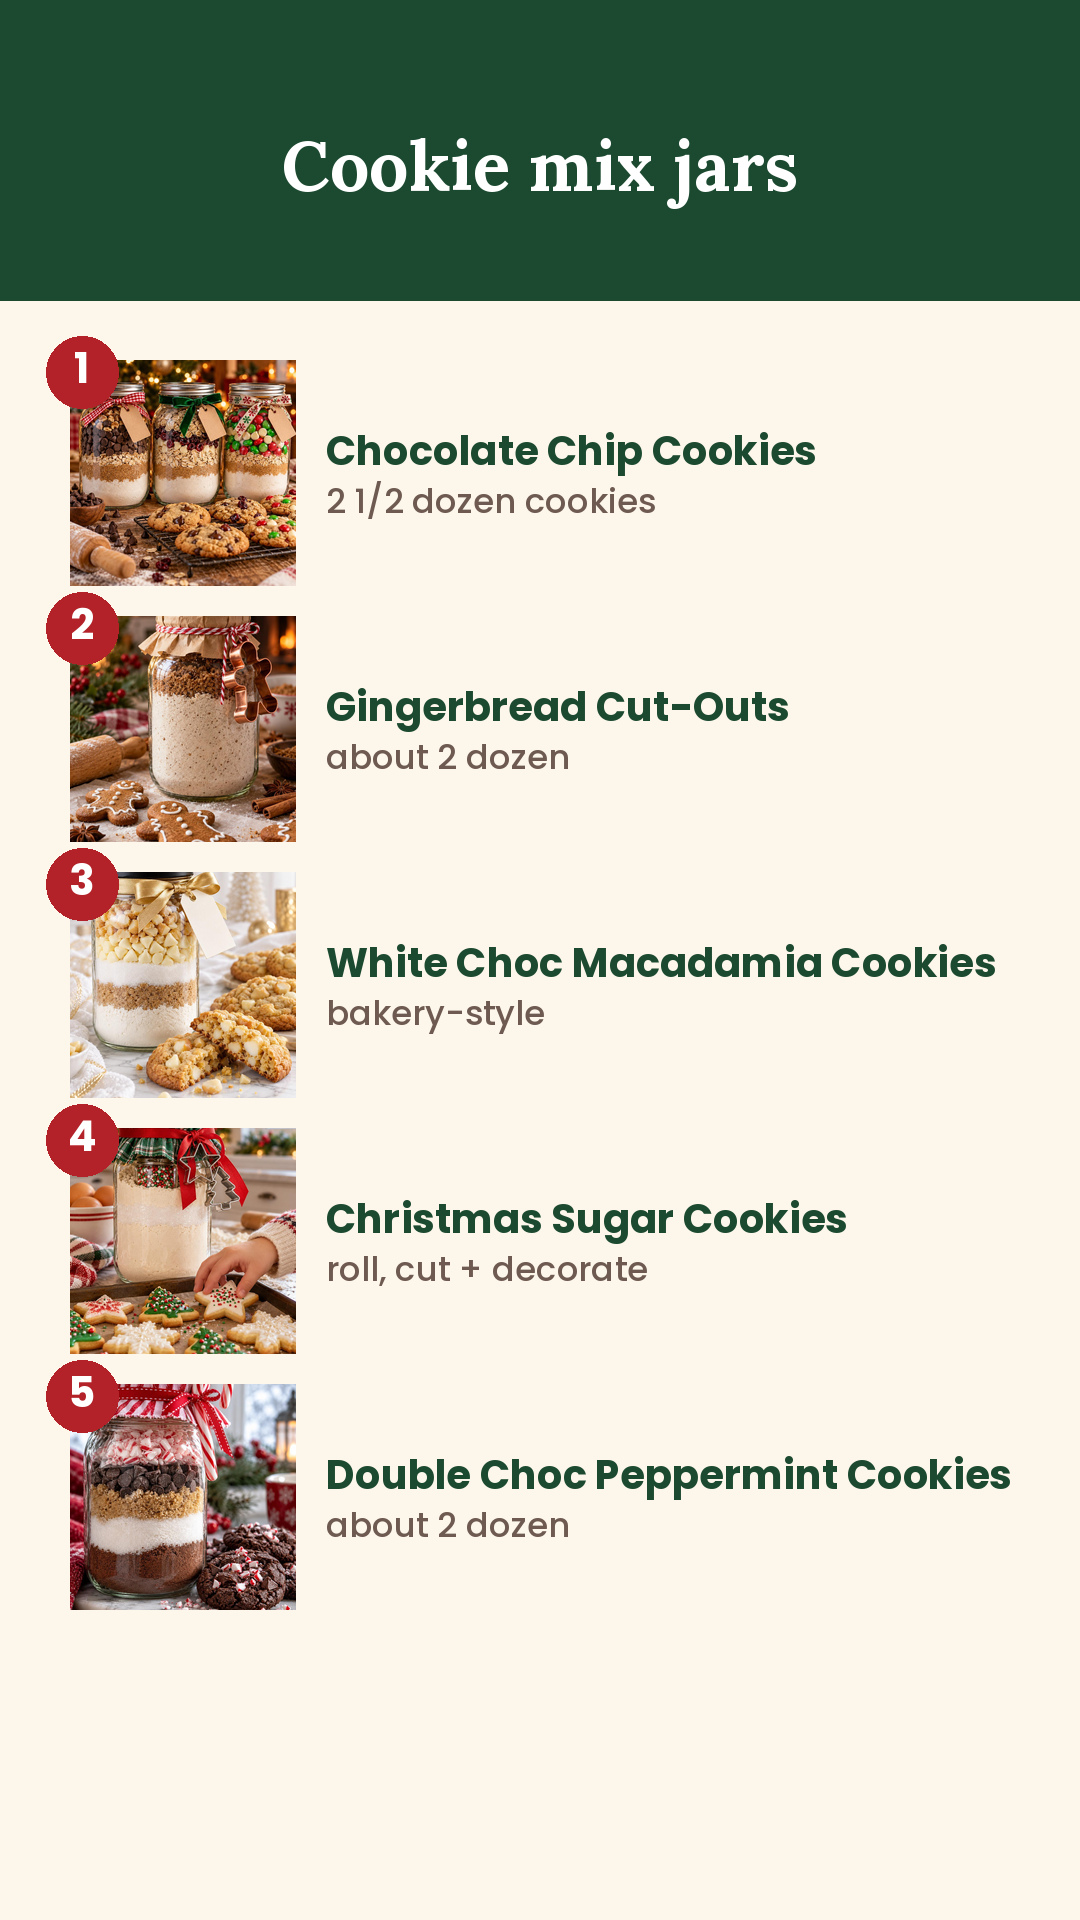 Cookie mix jars
1
Chocolate Chip Cookies
2 1/2 dozen cookies
2
Gingerbread Cut-Outs
about 2 dozen
3
White Choc Macadamia Cookies
bakery-style
4
Christmas Sugar Cookies
roll, cut + decorate
5
Double Choc Peppermint Cookies
about 2 dozen